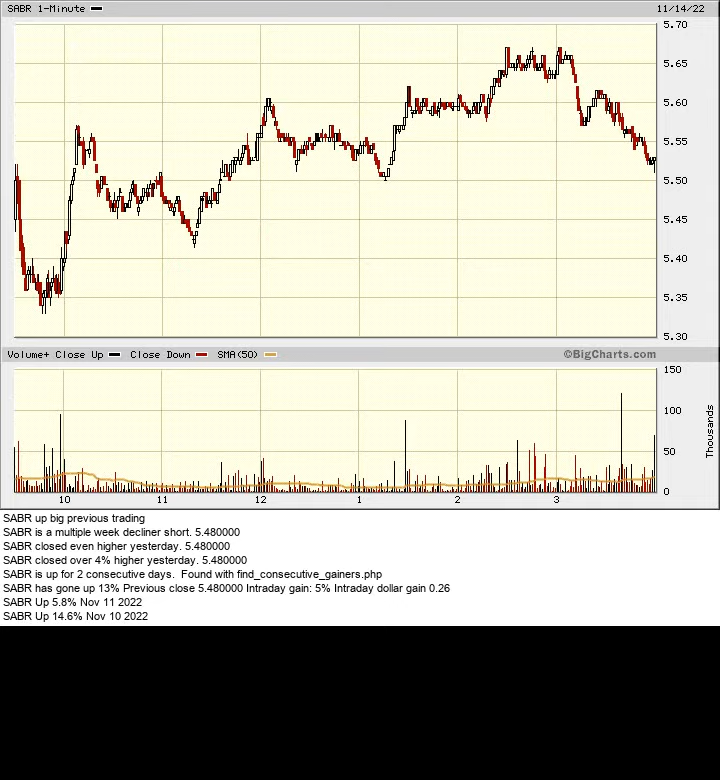 SABR 1-Minute 11/14/22
5.70
5.65
5.60
5.55
5.50
5.45
5.40
5.35
5.30
Volume+ Close Up Close Down SMA(50) ©BigCharts.com
150
100
50
0
Thousands
10 11 12 1 2 3
SABR up big previous trading
SABR is a multiple week decliner short. 5.480000
SABR closed even higher yesterday. 5.480000
SABR closed over 4% higher yesterday. 5.480000
SABR is up for 2 consecutive days.  Found with find_consecutive_gainers.php
SABR has gone up 13% Previous close 5.480000 Intraday gain: 5% Intraday dollar gain 0.26
SABR Up 5.8% Nov 11 2022
SABR Up 14.6% Nov 10 2022